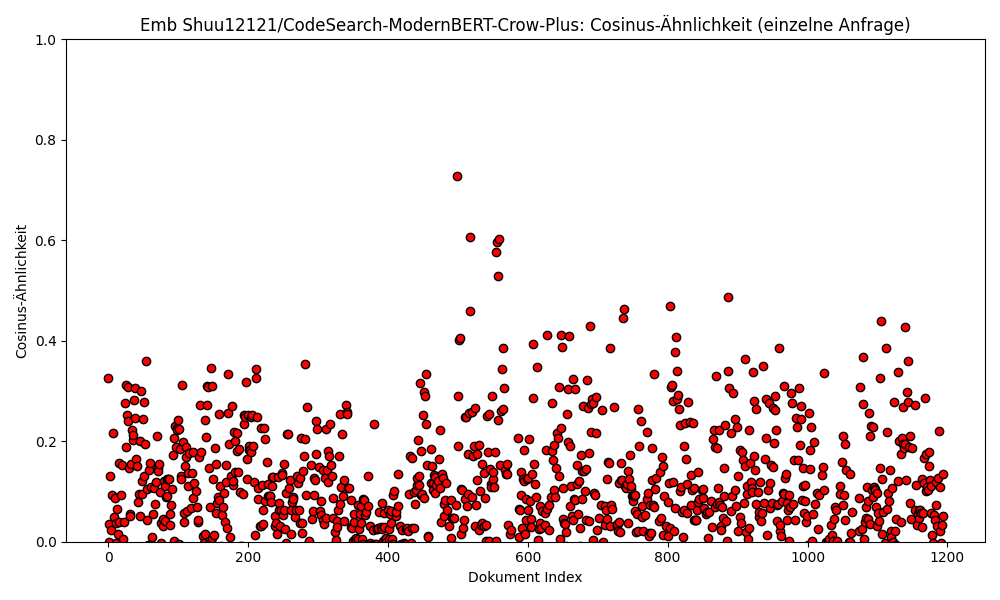 Emb Shuu12121/CodeSearch-ModernBERT-Crow-Plus: Cosinus-Ähnlichkeit (einzelne Anfrage)
1.0
0.8
0.6
0.4
0.2
0.0
Cosinus-Ähnlichkeit
0 200 400 600 800 1000 1200
Dokument Index